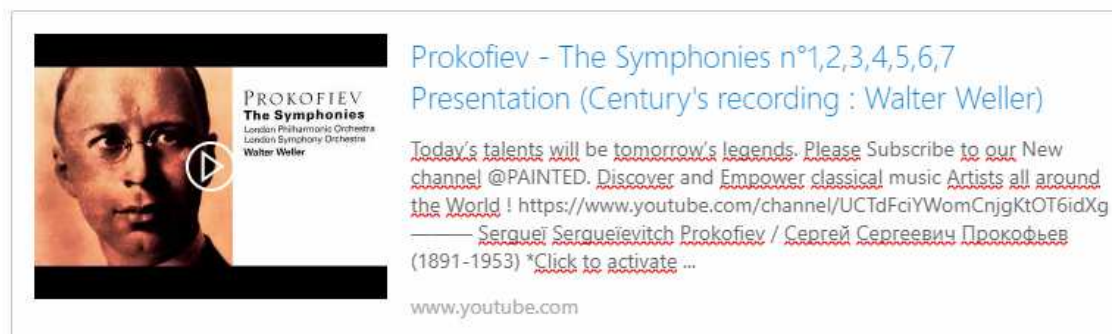 PROKOFIEV
The Symphonies
London Philharmonic Orchestra
London Symphony Orchestra
Walter Weller
Prokofiev - The Symphonies n°1,2,3,4,5,6,7
Presentation (Century's recording : Walter Weller)
Today's talents will be tomorrow's legends. Please Subscribe to our New
channel @PAINTED. Discover and Empower classical music Artists all around
the World ! https://www.youtube.com/channel/UCTdFciYWomCnjgKtOT6idXg
——— Sergueï Sergueïevitch Prokofiev / Сергей Сергеевич Прокофьев
(1891-1953) *Click to activate ...
www.youtube.com